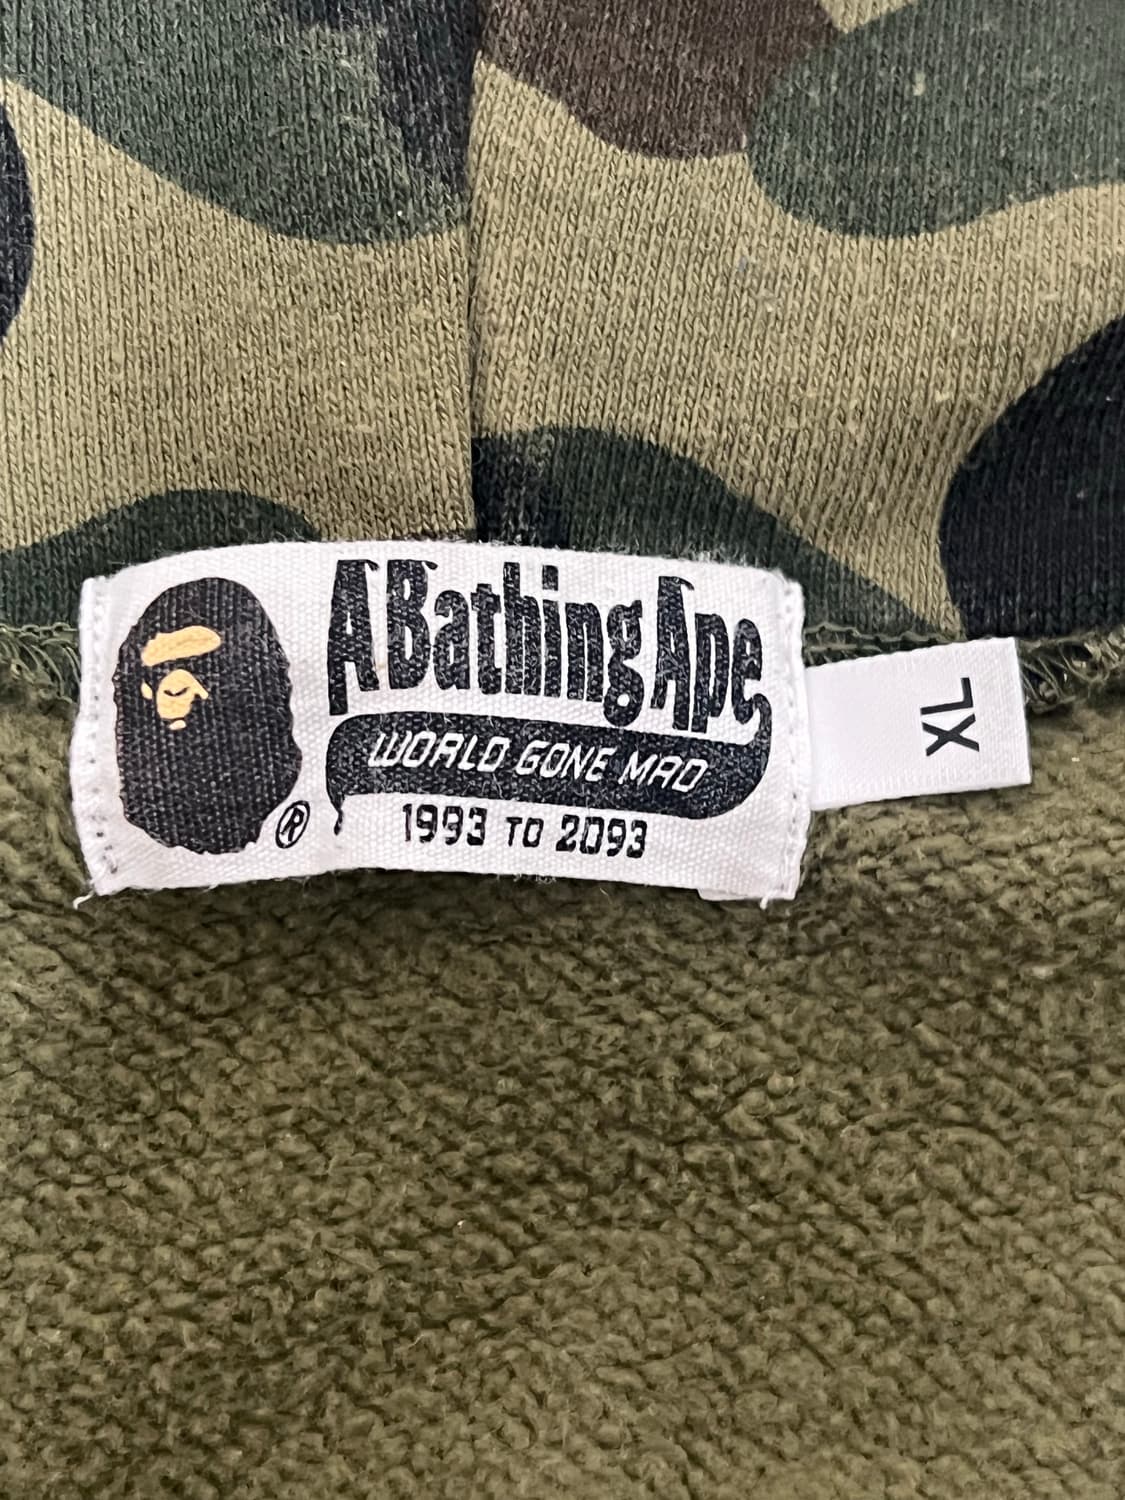 A Bathing Ape
WORLD GONE MAD
1993 TO 2093
®
XL